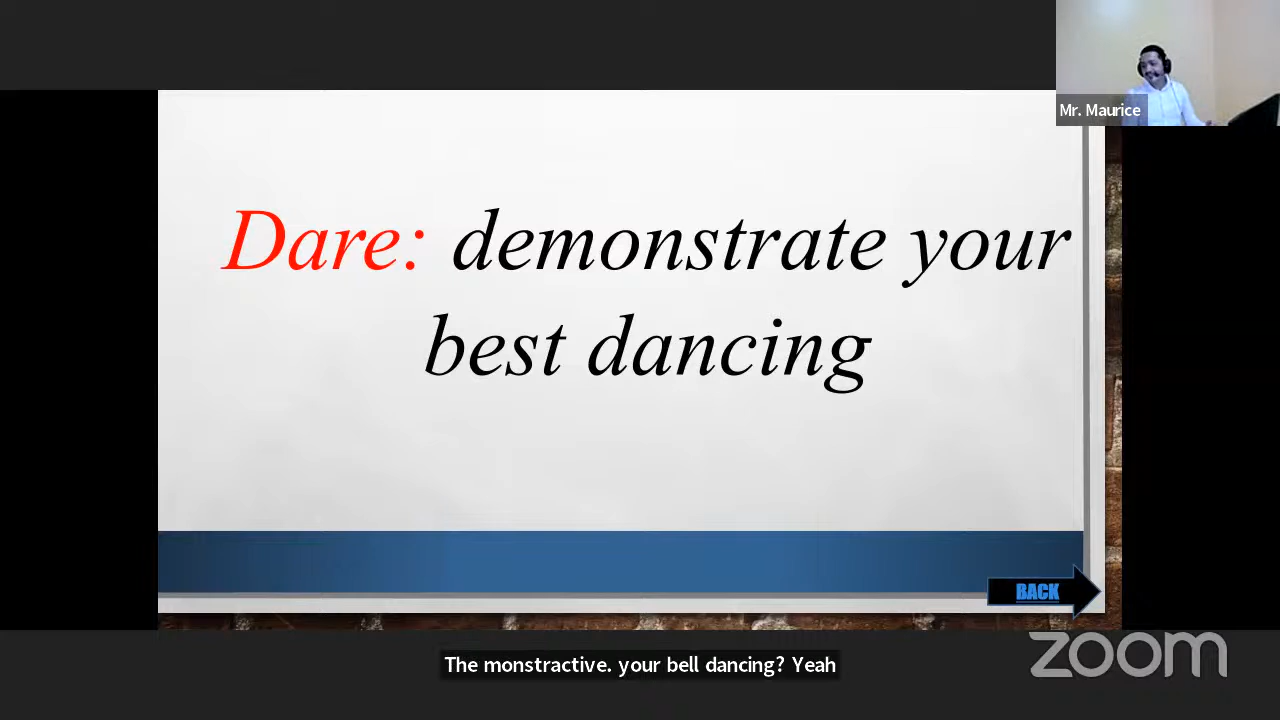 Mr. Maurice
Dare: demonstrate your
best dancing
BACK
zoom
The monstractive. your bell dancing? Yeah